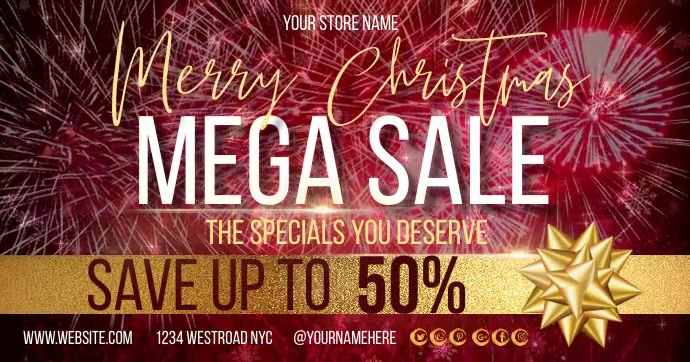 YOUR STORE NAME
Merry Christmas
MEGA SALE
THE SPECIALS YOU DESERVE
SAVE UP TO 50%
WWW.WEBSITE.COM 1234 WESTROAD NYC @YOURNAMEHERE